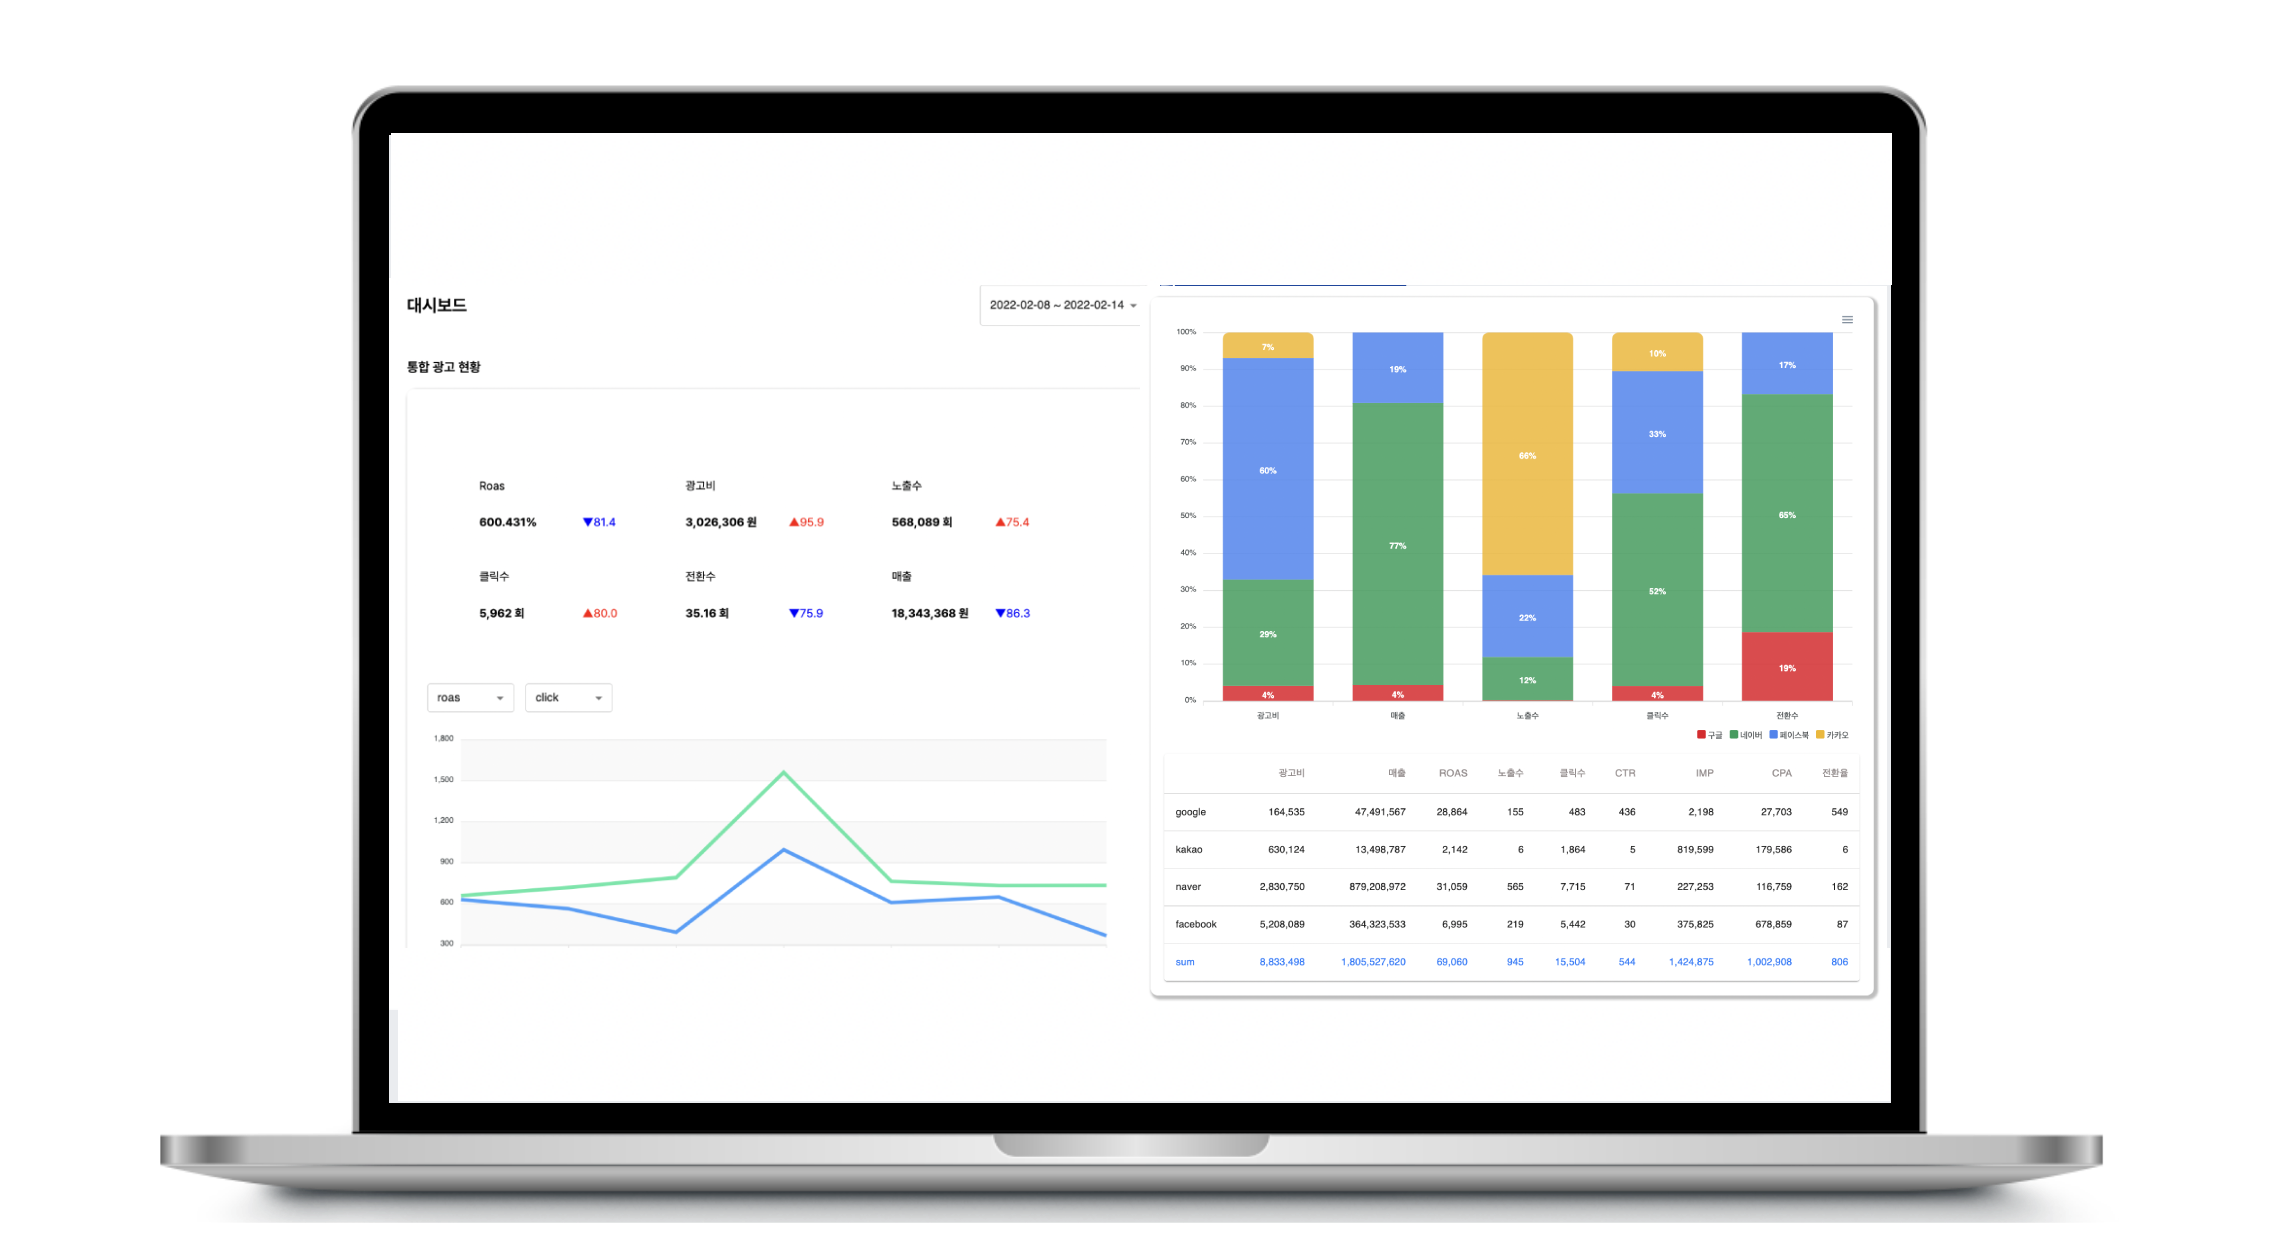 대시보드
2022-02-08 ~ 2022-02-14
통합 광고 현황
Roas 광고비 노출수
600.431% ▼81.4 3,026,306 원 ▲95.9 568,089 회 ▲75.4
클릭수 전환수 매출
5,962 회 ▲80.0 35.16 회 ▼75.9 18,343,368 원 ▼86.3
roas click
1,800
1,500
1,200
900
600
300
100%
90%
80%
70%
60%
50%
40%
30%
20%
10%
0%
7% 60% 29% 4%
19% 77% 4%
66% 22% 12%
10% 33% 52% 4%
17% 65% 19%
광고비 매출 노출수 클릭수 전환수
구글 네이버 페이스북 카카오
광고비 매출 ROAS 노출수 클릭수 CTR IMP CPA 전환율
google 164,535 47,491,567 28,864 155 483 436 2,198 27,703 549
kakao 630,124 13,498,787 2,142 6 1,864 5 819,599 179,586 6
naver 2,830,750 879,208,972 31,059 565 7,715 71 227,253 116,759 162
facebook 5,208,089 364,323,533 6,995 219 5,442 30 375,825 678,859 87
sum 8,833,498 1,805,527,620 69,060 945 15,504 544 1,424,875 1,002,908 806